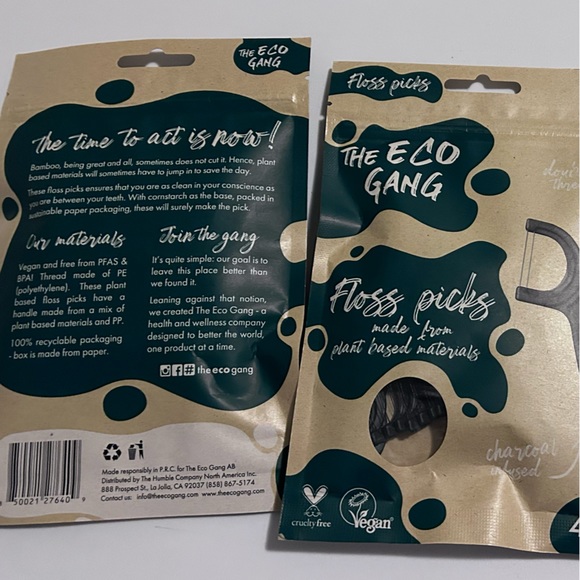 THE ECO
GANG
The time to act is now!
Bamboo, being great and all, sometimes does not cut it. Hence, plant
based materials will sometimes have to jump in to save the day.
These floss picks ensures that you are as clean in your conscience as
you are between your teeth. With cornstarch as the base, packed in
sustainable paper packaging, these will surely make the pick.
Our materials
Vegan and free from PFAS &
BPA! Thread made of PE
(polyethylene). These plant
based floss picks have a
handle made from a mix of
plant based materials and PP.
100% recyclable packaging
- box is made from paper.
Join the gang
It's quite simple: our goal is to
leave this place better than
we found it.
Leaning against that notion,
we created The Eco Gang - a
health and wellness company
designed to better the world,
one product at a time.
# theecogang
50021 27640 9
Made responsibly in P.R.C. for The Eco Gang AB
Distributed by The Humble Company North America Inc.
888 Prospect St., La Jolla, CA 92037 (858) 867-5174
Contact us: info@theecogang.com www.theecogang.com
Floss picks
THE ECO
GANG
Floss picks
made from
plant based materials
charcoal
infused
cruelty free
Vegan
4